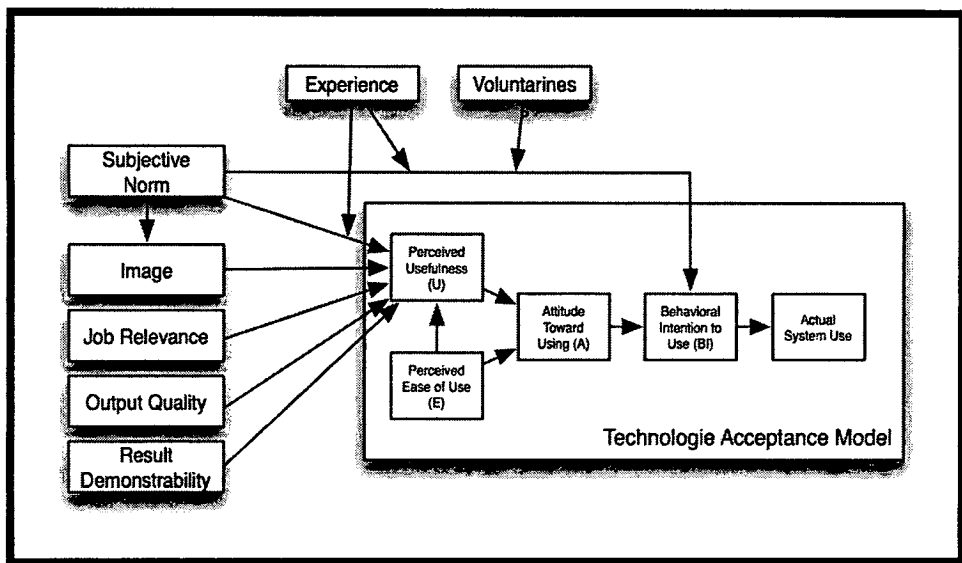 Experience
Voluntarines
s
Subjective
Norm
Image
Job Relevance
Output Quality
Result
Demonstrability
Perceived
Usefulness
(U)
Perceived
Ease of Use
(E)
Attitude
Toward
Using (A)
Behavioral
Intention to
Use (BI)
Actual
System Use
Technologie Acceptance Model